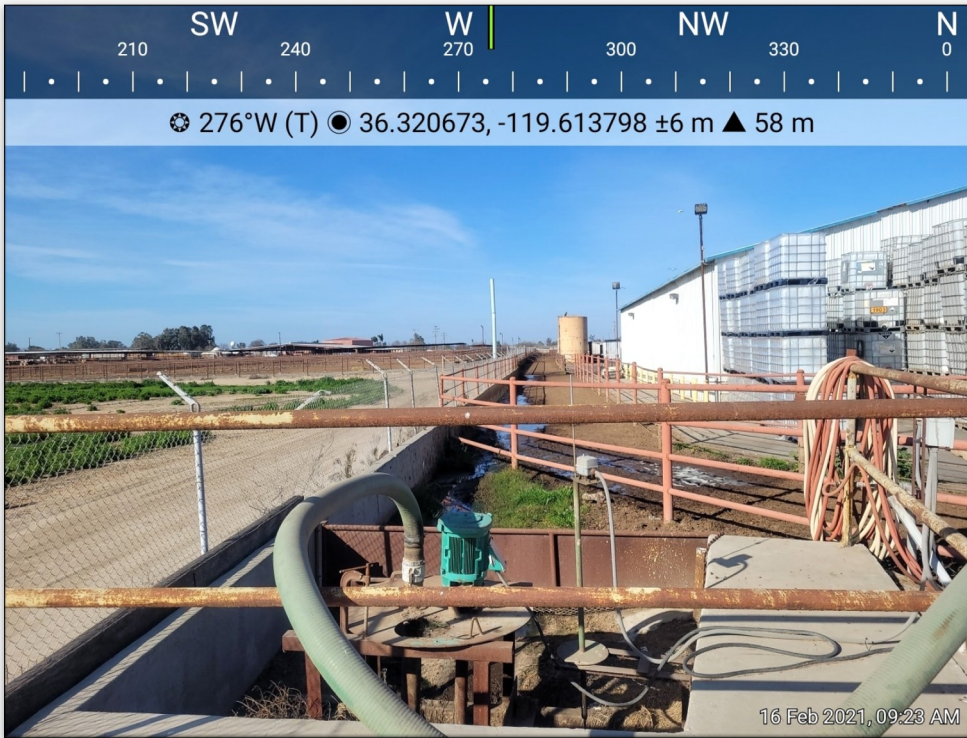 SW W NW N
210 240 270 300 330 0
276°W (T) 36.320673, -119.613798 ±6 m ▲ 58 m
16 Feb 2021, 09:23 AM